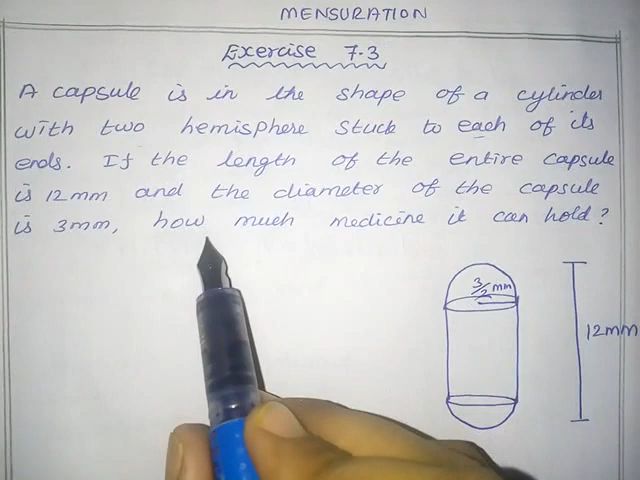 MENSURATION
Exercise 7.3
A capsule is in the shape of a cylinder
with two hemisphere stuck to each of its
ends. If the length of the entire capsule
is 12mm and the diameter of the capsule
is 3mm, how much medicine it can hold?
3/2 mm
12mm